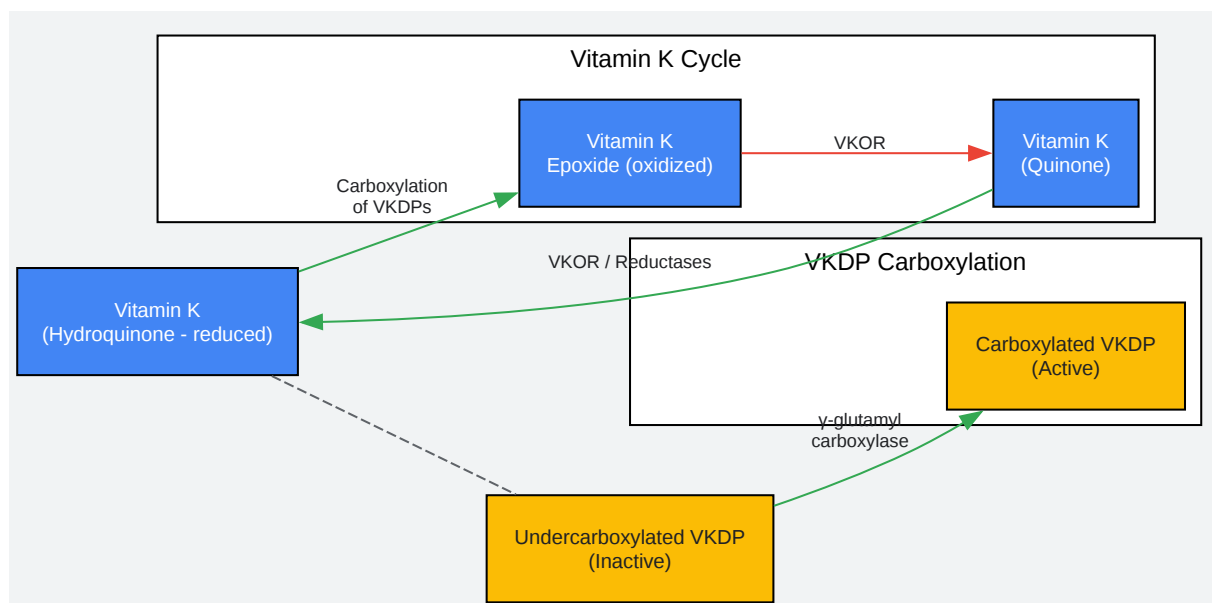 Vitamin K Cycle
Vitamin K
Epoxide (oxidized)
VKOR
Vitamin K
(Quinone)
Carboxylation
of VKDPs
VKOR / Reductases
VKDP Carboxylation
Vitamin K
(Hydroquinone - reduced)
Carboxylated VKDP
(Active)
γ-glutamyl
carboxylase
Undercarboxylated VKDP
(Inactive)